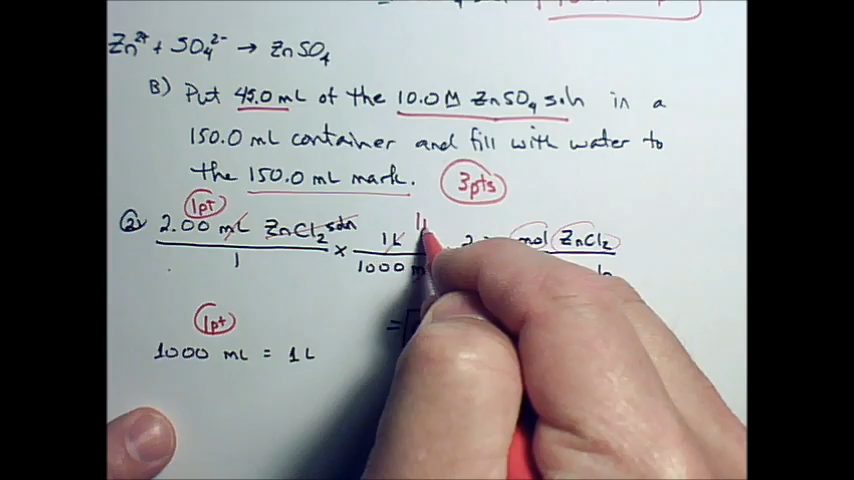 Zn²⁺ + SO₄²⁻ → ZnSO₄
B) Put 45.0 mL of the 10.0 M ZnSO₄ soln in a
150.0 mL container and fill with water to
the 150.0 mL mark. 3pts
1pt
② 2.00 mL ZnCl₂ soln × 1L mol ZnCl₂
1 1000
1pt
=
1000 mL = 1L